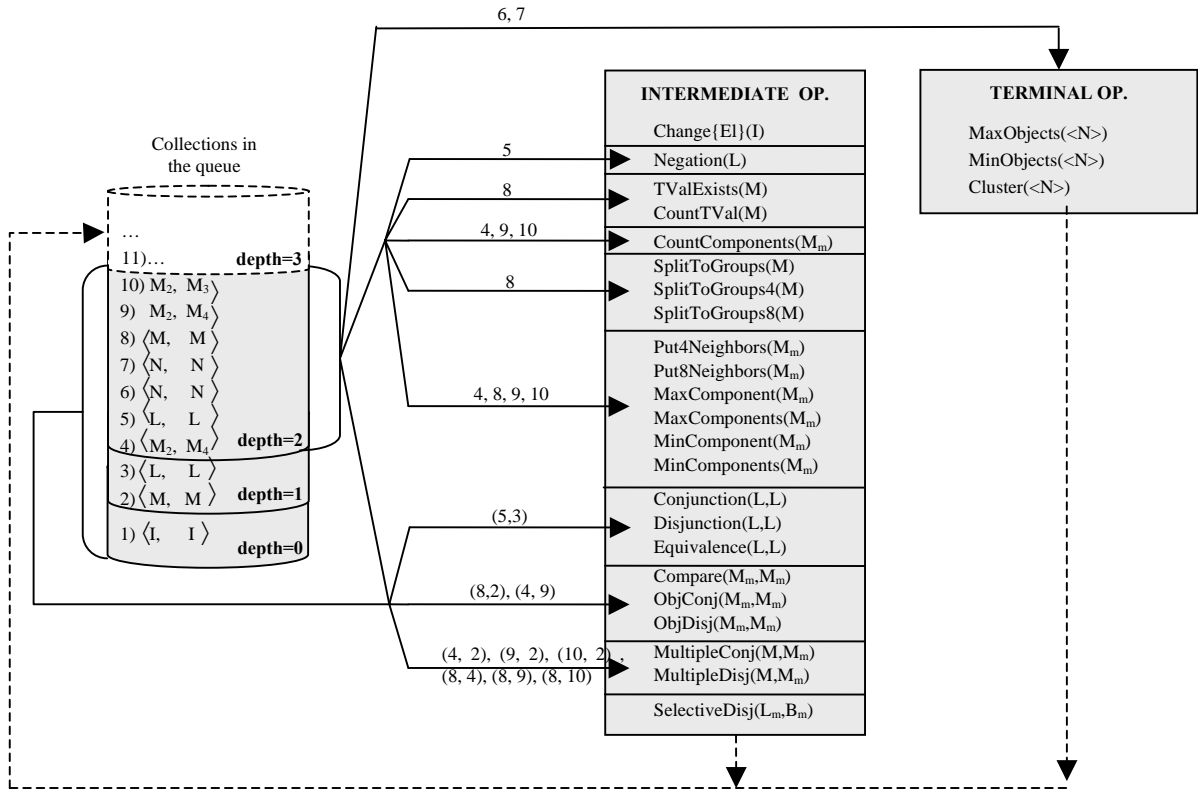 6, 7
Collections in
the queue
…
11)… depth=3
10) M2, M3⟩
9) M2, M4⟩
8) ⟨M, M⟩
7) ⟨N, N⟩
6) ⟨N, N⟩
5) ⟨L, L⟩
depth=2
4) ⟨M2, M4⟩
3) ⟨L, L⟩
2) ⟨M, M⟩ depth=1
1) ⟨I, I⟩
depth=0
5
8
4, 9, 10
8
4, 8, 9, 10
(5,3)
(8,2), (4, 9)
(4, 2), (9, 2), (10, 2) ,
(8, 4), (8, 9), (8, 10)
INTERMEDIATE OP.
Change{El}(I)
Negation(L)
TValExists(M)
CountTVal(M)
CountComponents(Mm)
SplitToGroups(M)
SplitToGroups4(M)
SplitToGroups8(M)
Put4Neighbors(Mm)
Put8Neighbors(Mm)
MaxComponent(Mm)
MaxComponents(Mm)
MinComponent(Mm)
MinComponents(Mm)
Conjunction(L,L)
Disjunction(L,L)
Equivalence(L,L)
Compare(Mm,Mm)
ObjConj(Mm,Mm)
ObjDisj(Mm,Mm)
MultipleConj(M,Mm)
MultipleDisj(M,Mm)
SelectiveDisj(Lm,Bm)
TERMINAL OP.
MaxObjects(<N>)
MinObjects(<N>)
Cluster(<N>)